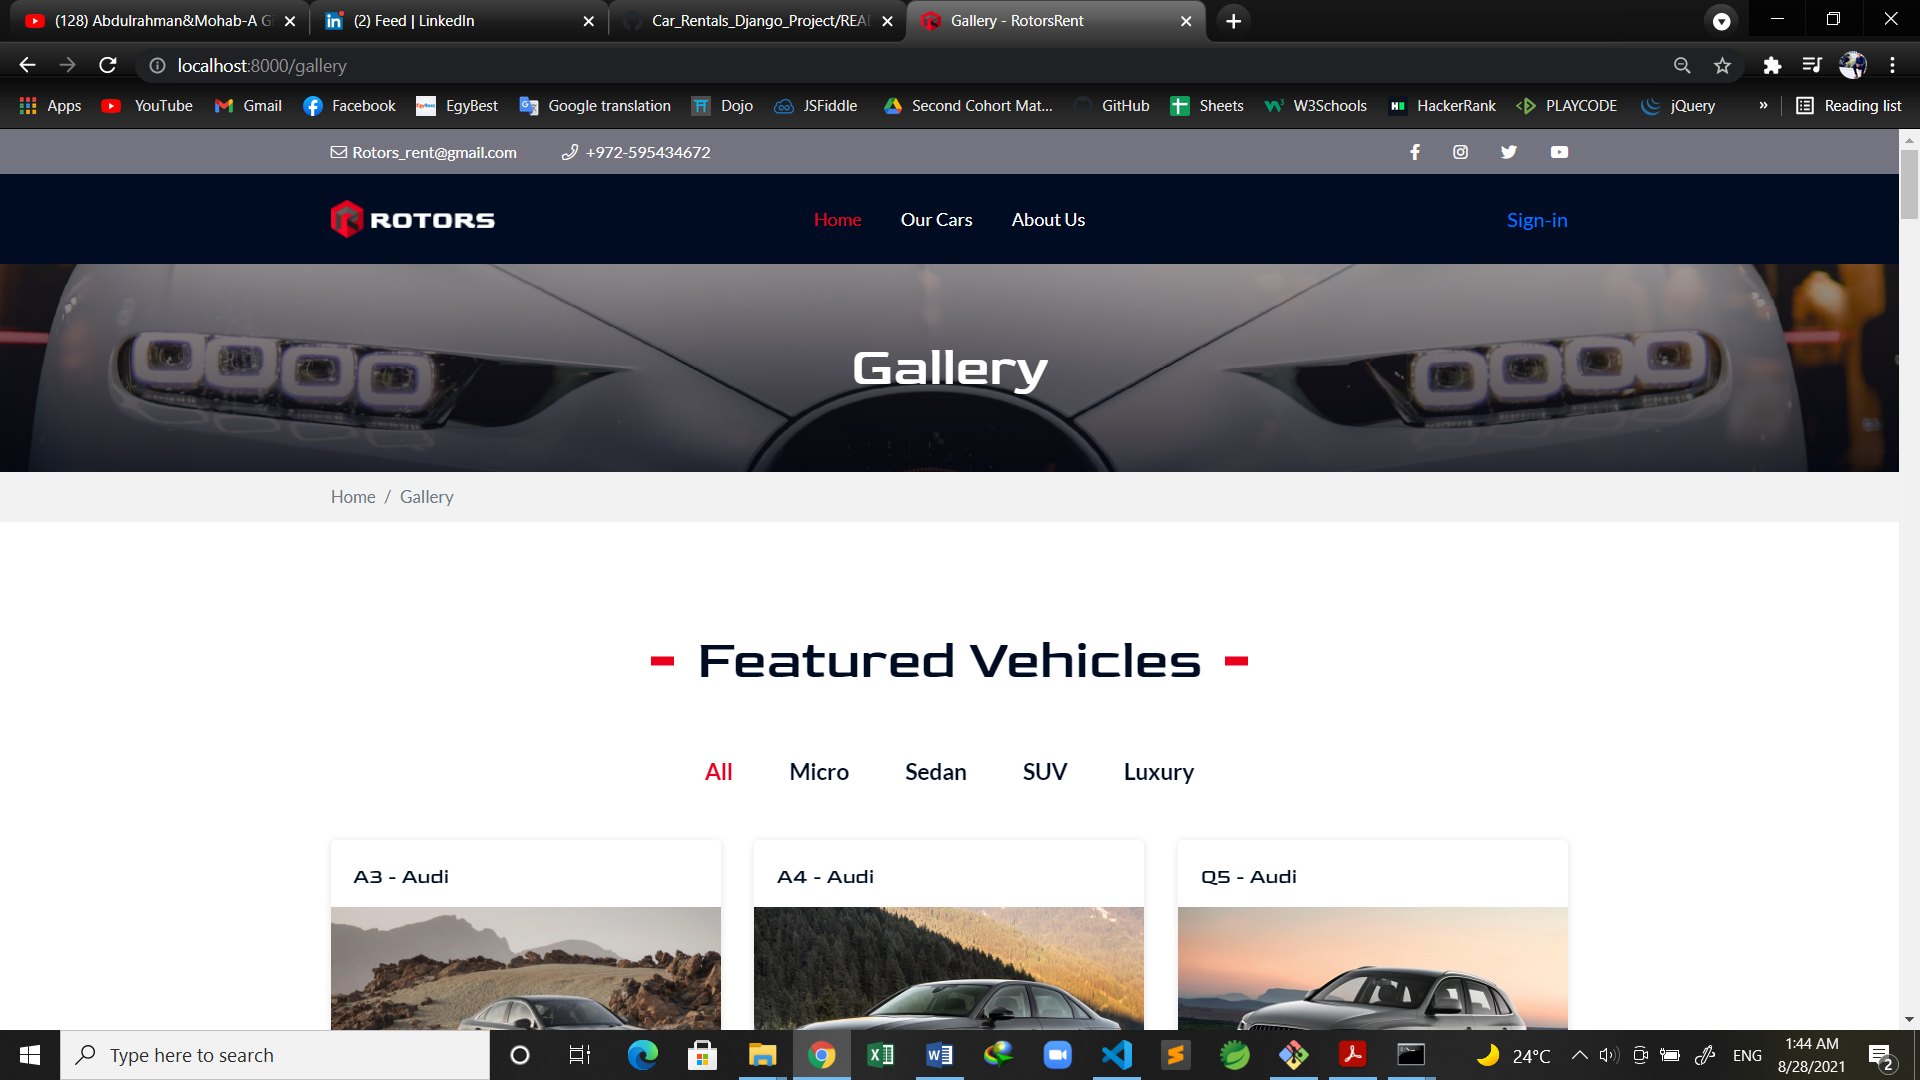 (128) Abdulrahman&Mohab-A G
(2) Feed | LinkedIn
Car_Rentals_Django_Project/REA
Gallery - RotorsRent
localhost:8000/gallery
Apps YouTube Gmail Facebook EgyBest Google translation Dojo JSFiddle Second Cohort Mat... GitHub Sheets W3Schools HackerRank PLAYCODE jQuery » Reading list
Rotors_rent@gmail.com +972-595434672
ROTORS Home Our Cars About Us Sign-in
Gallery
Home / Gallery
Featured Vehicles
All Micro Sedan SUV Luxury
A3 - Audi A4 - Audi Q5 - Audi
Type here to search
24°C ENG
1:44 AM
8/28/2021
2